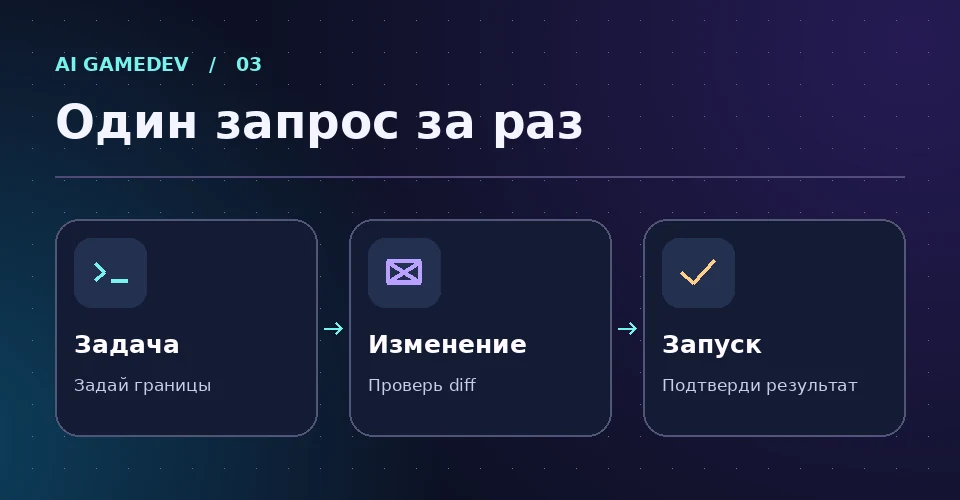 AI GAMEDEV / 03
Один запрос за раз
Задача
Задай границы
→
Изменение
Проверь diff
→
Запуск
Подтверди результат